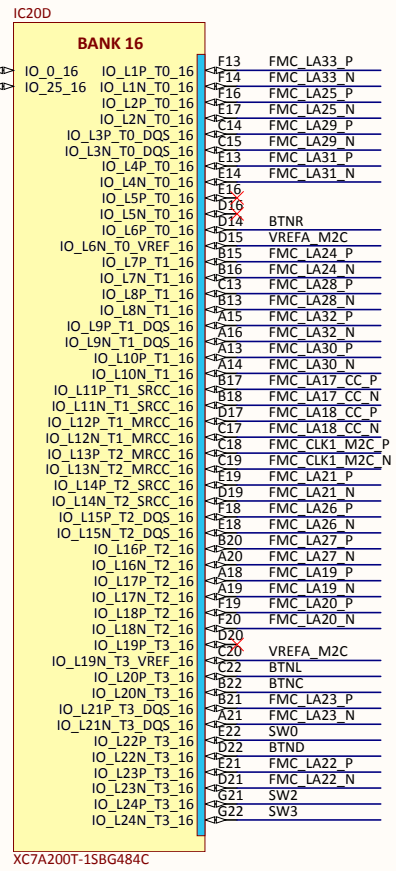 IC20D
BANK 16
IO_0_16 IO_L1P_T0_16 F13 FMC_LA33_P
IO_25_16 IO_L1N_T0_16 F14 FMC_LA33_N
IO_L2P_T0_16 F16 FMC_LA25_P
IO_L2N_T0_16 E17 FMC_LA25_N
IO_L3P_T0_DQS_16 C14 FMC_LA29_P
IO_L3N_T0_DQS_16 C15 FMC_LA29_N
IO_L4P_T0_16 E13 FMC_LA31_P
IO_L4N_T0_16 E14 FMC_LA31_N
IO_L5P_T0_16 E16
IO_L5N_T0_16 D16
IO_L6P_T0_16 D14 BTNR
IO_L6N_T0_VREF_16 D15 VREFA_M2C
IO_L7P_T1_16 B15 FMC_LA24_P
IO_L7N_T1_16 B16 FMC_LA24_N
IO_L8P_T1_16 C13 FMC_LA28_P
IO_L8N_T1_16 B13 FMC_LA28_N
IO_L9P_T1_DQS_16 A15 FMC_LA32_P
IO_L9N_T1_DQS_16 A16 FMC_LA32_N
IO_L10P_T1_16 A13 FMC_LA30_P
IO_L10N_T1_16 A14 FMC_LA30_N
IO_L11P_T1_SRCC_16 B17 FMC_LA17_CC_P
IO_L11N_T1_SRCC_16 B18 FMC_LA17_CC_N
IO_L12P_T1_MRCC_16 D17 FMC_LA18_CC_P
IO_L12N_T1_MRCC_16 C17 FMC_LA18_CC_N
IO_L13P_T2_MRCC_16 C18 FMC_CLK1_M2C_P
IO_L13N_T2_MRCC_16 C19 FMC_CLK1_M2C_N
IO_L14P_T2_SRCC_16 E19 FMC_LA21_P
IO_L14N_T2_SRCC_16 D19 FMC_LA21_N
IO_L15P_T2_DQS_16 F18 FMC_LA26_P
IO_L15N_T2_DQS_16 E18 FMC_LA26_N
IO_L16P_T2_16 B20 FMC_LA27_P
IO_L16N_T2_16 A20 FMC_LA27_N
IO_L17P_T2_16 A18 FMC_LA19_P
IO_L17N_T2_16 A19 FMC_LA19_N
IO_L18P_T2_16 F19 FMC_LA20_P
IO_L18N_T2_16 F20 FMC_LA20_N
IO_L19P_T3_16 D20
IO_L19N_T3_VREF_16 C20 VREFA_M2C
IO_L20P_T3_16 C22 BTNL
IO_L20N_T3_16 B22 BTNC
IO_L21P_T3_DQS_16 B21 FMC_LA23_P
IO_L21N_T3_DQS_16 A21 FMC_LA23_N
IO_L22P_T3_16 E22 SW0
IO_L22N_T3_16 D22 BTND
IO_L23P_T3_16 E21 FMC_LA22_P
IO_L23N_T3_16 D21 FMC_LA22_N
IO_L24P_T3_16 G21 SW2
IO_L24N_T3_16 G22 SW3
XC7A200T-1SBG484C